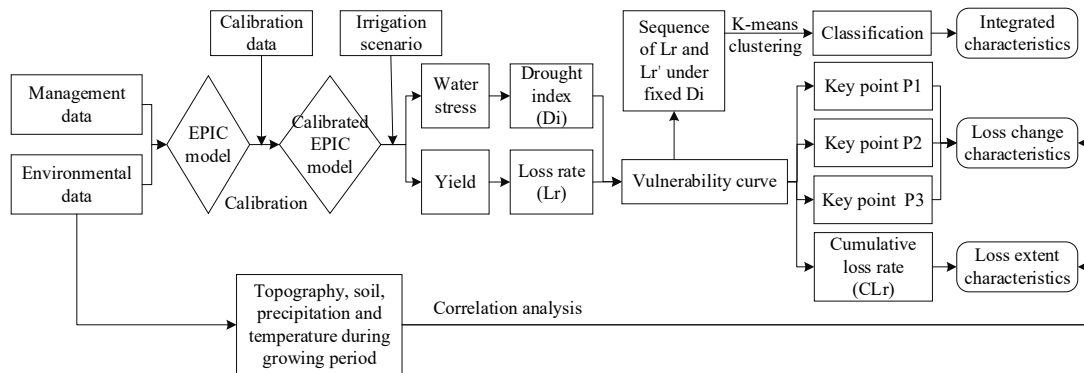 Calibration
data
Irrigation
scenario
Management
data
Environmental
data
EPIC
model
Calibration
Calibrated
EPIC
model
Water
stress
Yield
Drought
index
(Di)
Loss rate
(Lr)
Sequence
of Lr and
Lr' under
fixed Di
K-means
clustering
Classification
Integrated
characteristics
Vulnerability curve
Key point P1
Key point P2
Key point P3
Loss change
characteristics
Cumulative
loss rate
(CLr)
Loss extent
characteristics
Topography, soil,
precipitation and
temperature during
growing period
Correlation analysis